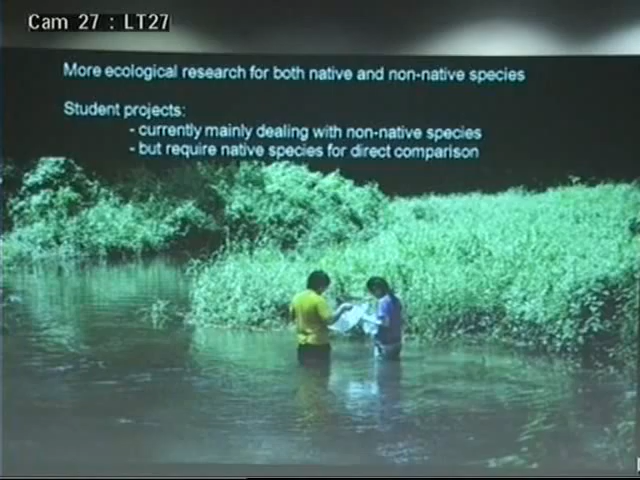 Cam 27 : LT27
More ecological research for both native and non-native species
Student projects:
- currently mainly dealing with non-native species
- but require native species for direct comparison